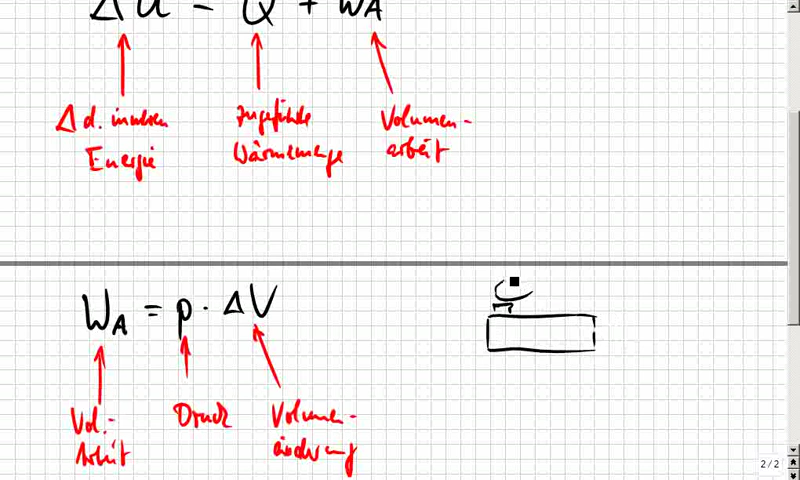 ΔU = Q + WA
Δ d. inneren
Energie
zugeführte
Wärmemenge
Volumen-
arbeit
WA = p · ΔV
Vol.-
Arbeit
Druck
Volumen-
änderung
2/2